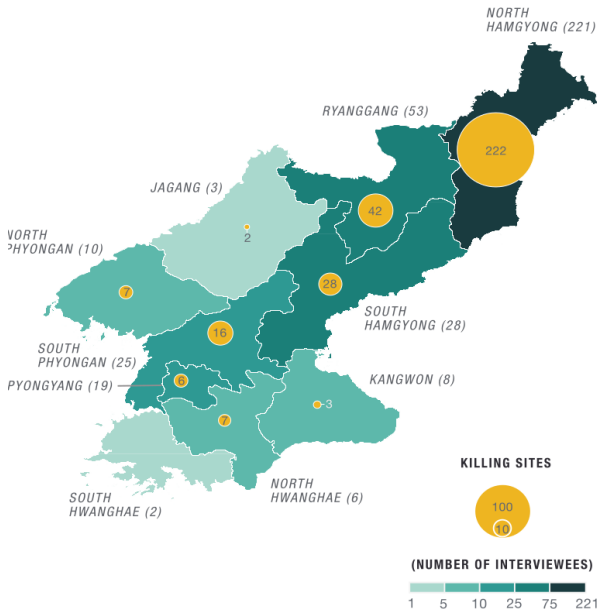 NORTH
HAMGYONG (221)
RYANGGANG (53)
222
JAGANG (3)
42
2
NORTH
PHYONGAN (10)
7
28
SOUTH
HAMGYONG (28)
16
SOUTH
PHYONGAN (25)
PYONGYANG (19)
6
KANGWON (8)
3
7
NORTH
HWANGHAE (6)
SOUTH
HWANGHAE (2)
KILLING SITES
100
10
(NUMBER OF INTERVIEWEES)
1 5 10 25 75 221